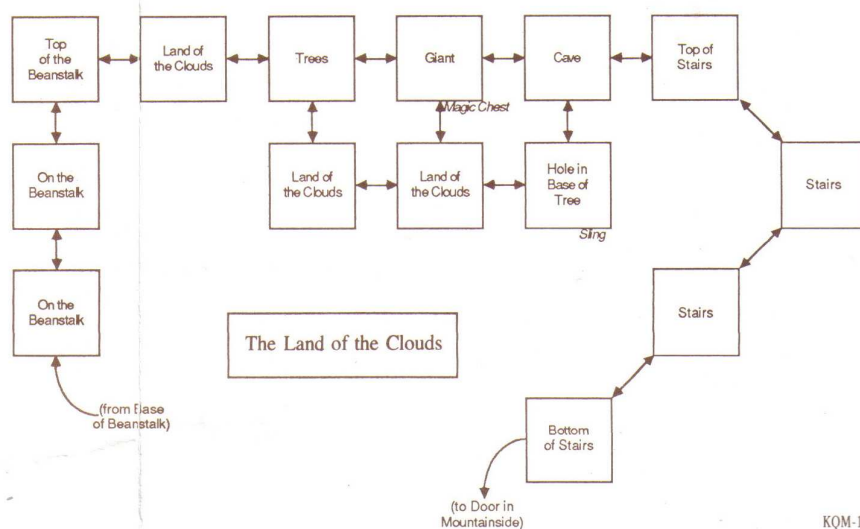 Top
of the
Beanstalk
Land of
the Clouds
Trees
Giant
Cave
Top of
Stairs
Magic Chest
On the
Beanstalk
Land of
the Clouds
Land of
the Clouds
Hole in
Base of
Tree
Stairs
Sling
On the
Beanstalk
Stairs
The Land of the Clouds
(from Base
of Beanstalk)
Bottom
of Stairs
(to Door in
Mountainside)